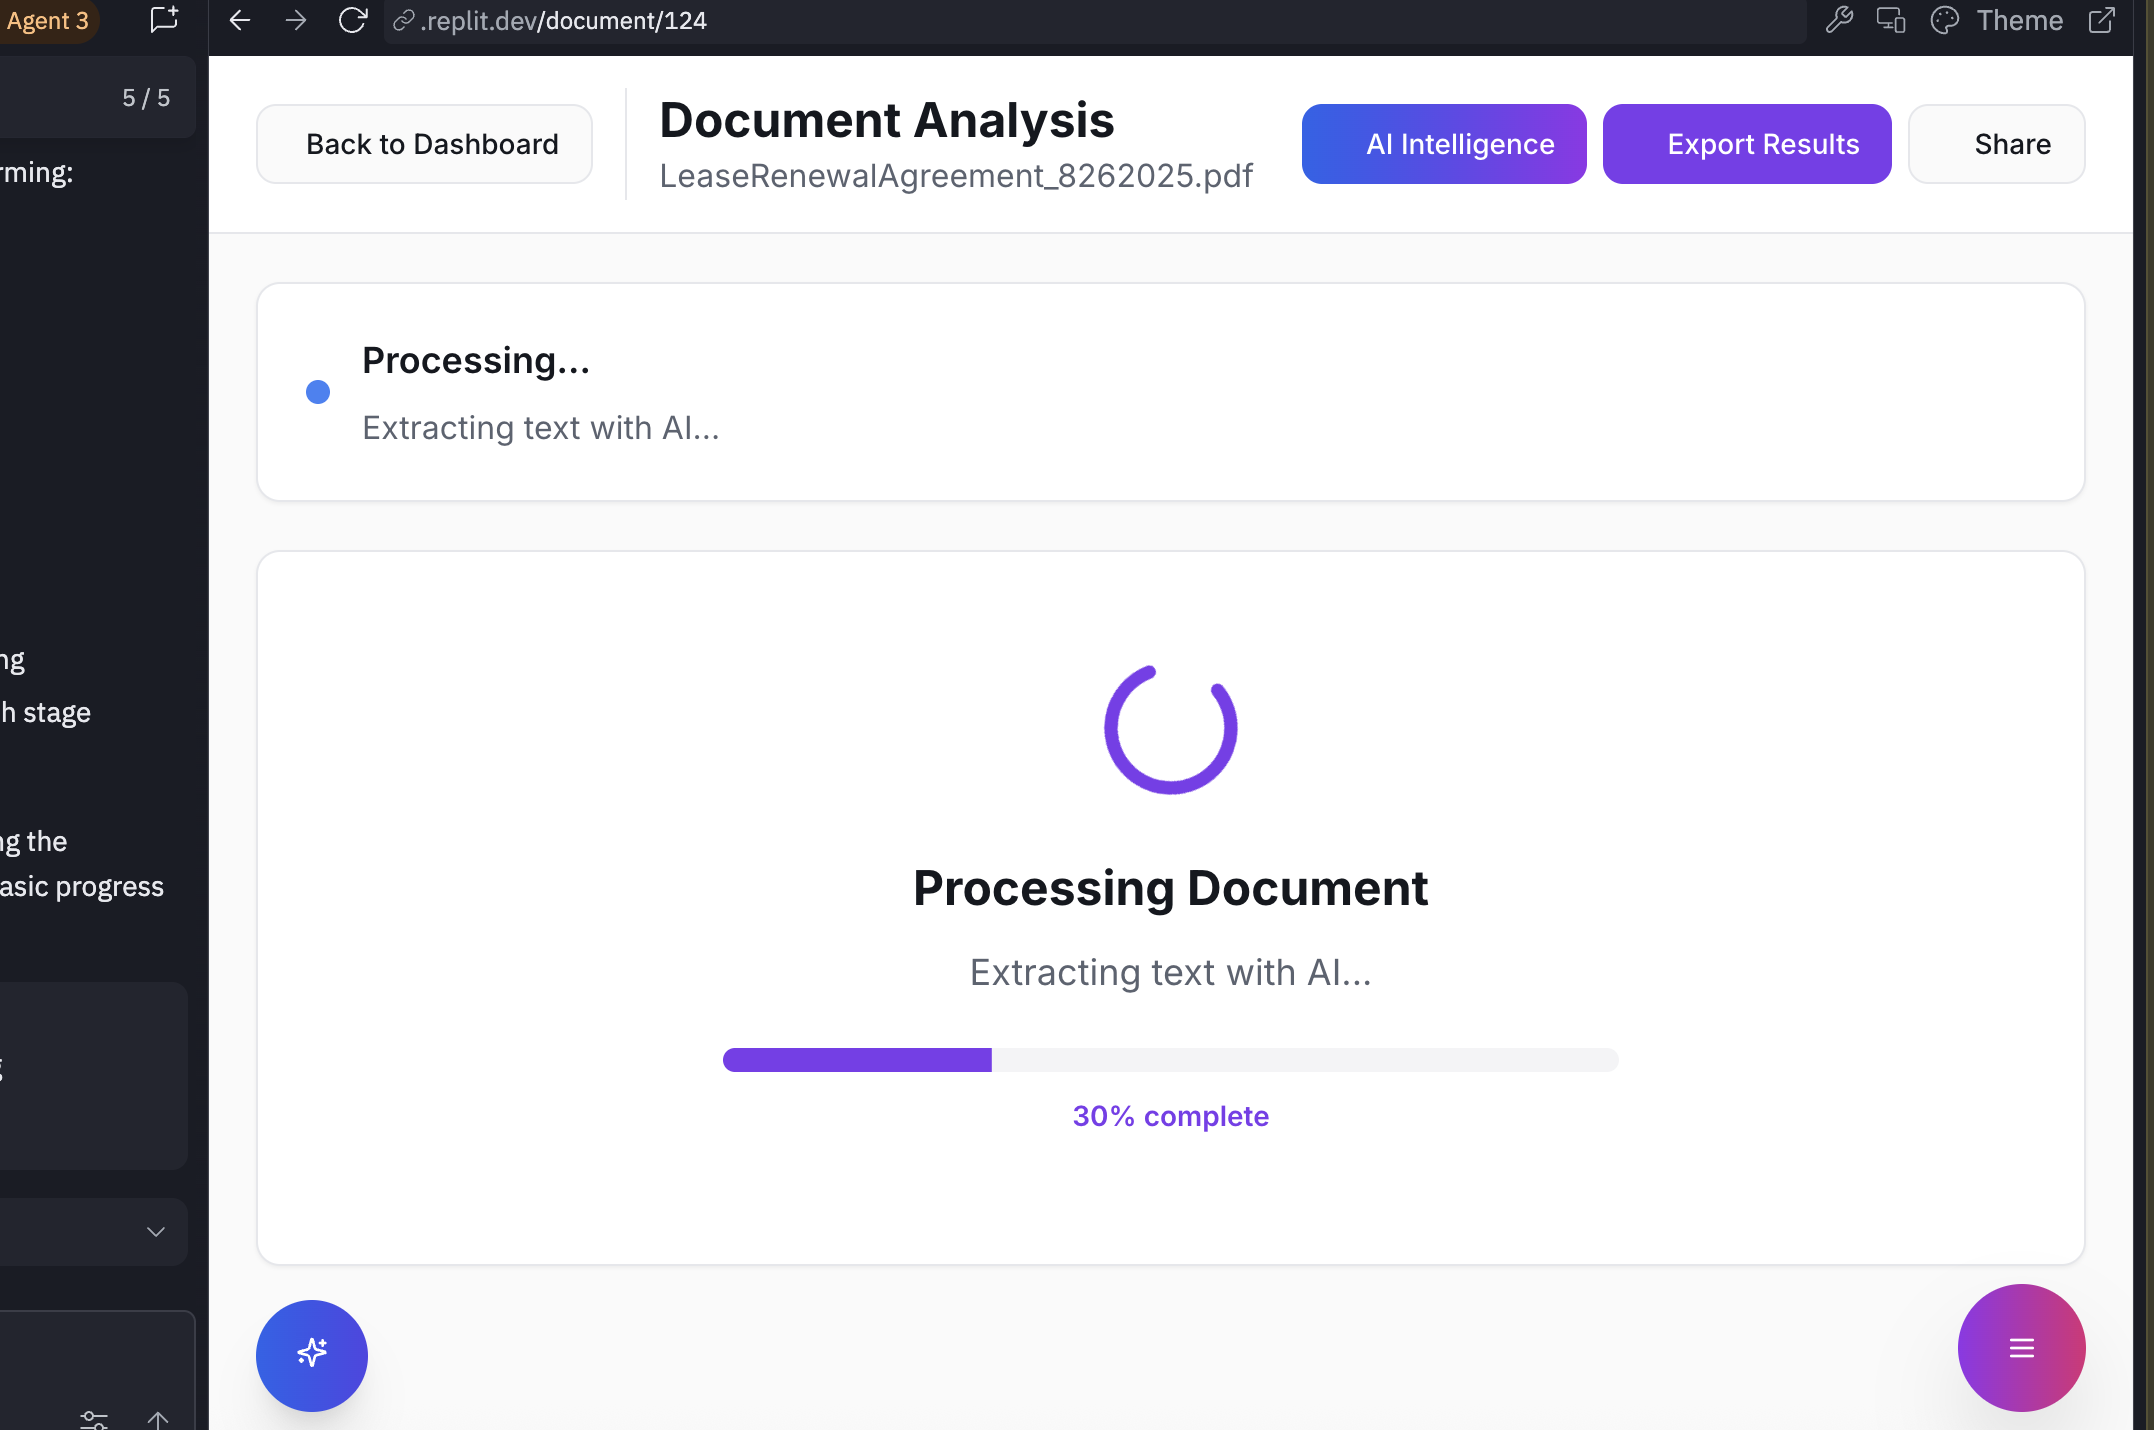 Agent 3
.replit.dev/document/124
Theme
5 / 5
rming:
ng
h stage
ng the
asic progress
Back to Dashboard
Document Analysis
LeaseRenewalAgreement_8262025.pdf
AI Intelligence
Export Results
Share
Processing...
Extracting text with AI...
Processing Document
Extracting text with AI...
30% complete